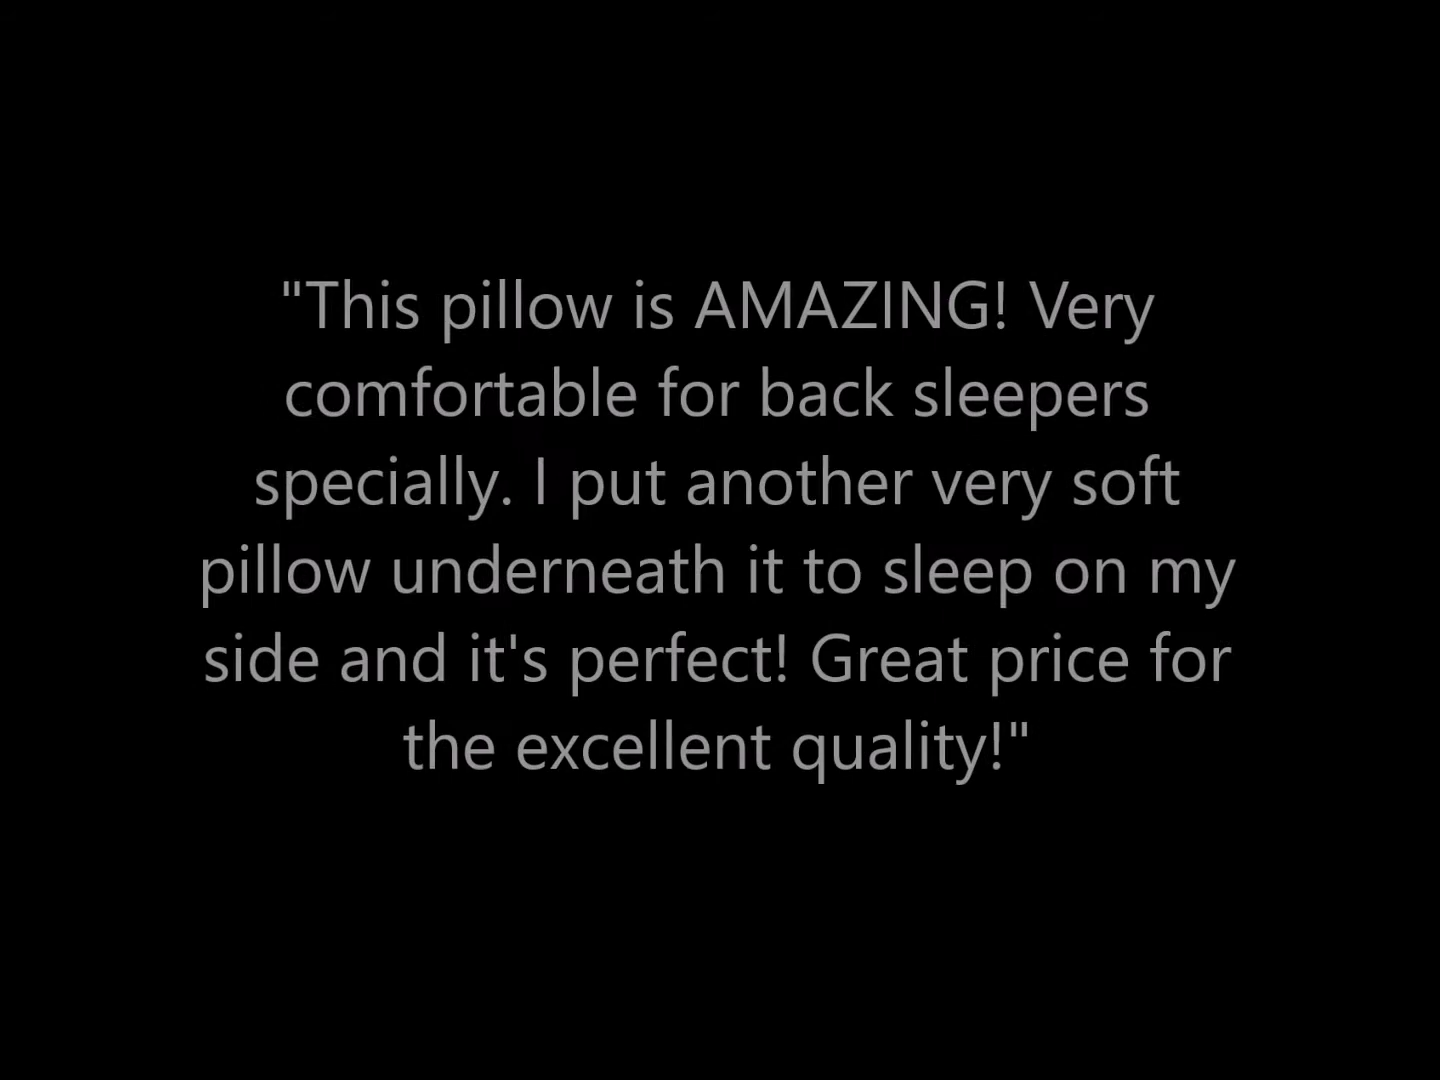 "This pillow is AMAZING! Very
comfortable for back sleepers
specially. I put another very soft
pillow underneath it to sleep on my
side and it's perfect! Great price for
the excellent quality!"